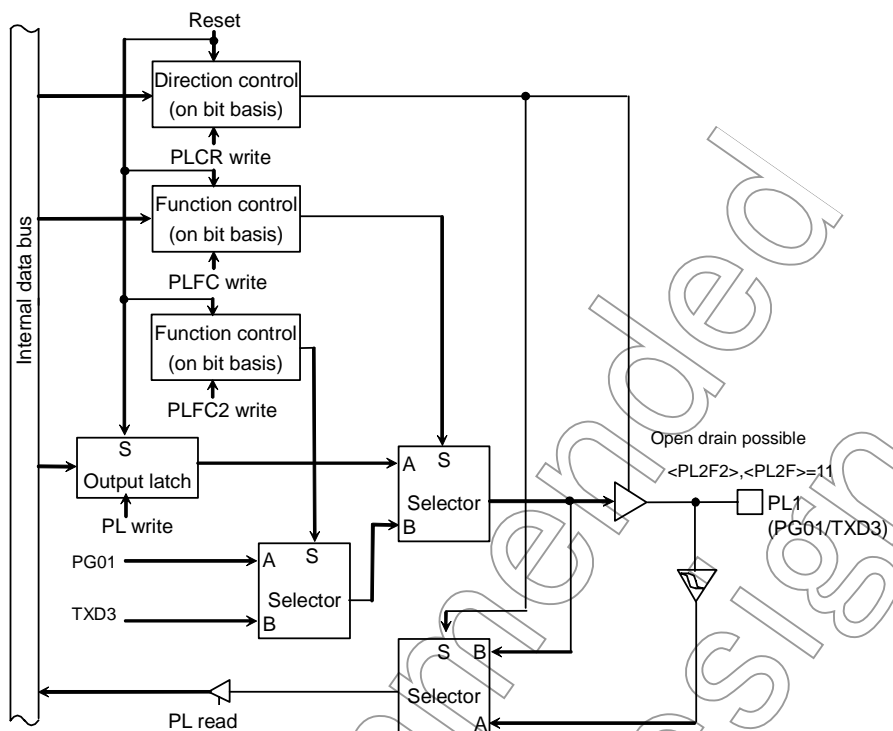 Reset
Direction control
(on bit basis)
PLCR write
Function control
(on bit basis)
PLFC write
Function control
(on bit basis)
PLFC2 write
Internal data bus
S
Output latch
PL write
A
S
Selector
B
Open drain possible
<PL2F2>,<PL2F>=11
PL1
(PG01/TXD3)
PG01
TXD3
A
S
Selector
B
S
B
Selector
A
PL read
mmended
esign